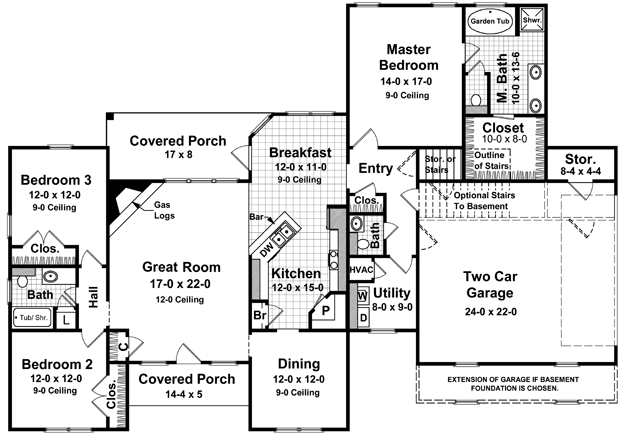 Garden Tub
Shwr.
Master
Bedroom
14-0 x 17-0
9-0 Ceiling
M. Bath
10-0 x 13-6
Closet
10-0 x 8-0
Outline
of Stairs
Stor. or
Stairs
Stor.
8-4 x 4-4
Covered Porch
17 x 8
Breakfast
12-0 x 11-0
9-0 Ceiling
Entry
Clos.
Bedroom 3
12-0 x 12-0
9-0 Ceiling
Clos.
Gas
Logs
Optional Stairs
To Basement
Bar
DW
Bath
Great Room
17-0 x 22-0
12-0 Ceiling
Kitchen
12-0 x 15-0
HVAC
Two Car
Garage
24-0 x 22-0
Bath
Hall
Tub/ Shr.
L
Br
P
W
D
Utility
8-0 x 9-0
Bedroom 2
12-0 x 12-0
9-0 Ceiling
C
Clos.
Covered Porch
14-4 x 5
Dining
12-0 x 12-0
9-0 Ceiling
EXTENSION OF GARAGE IF BASEMENT
FOUNDATION IS CHOSEN.